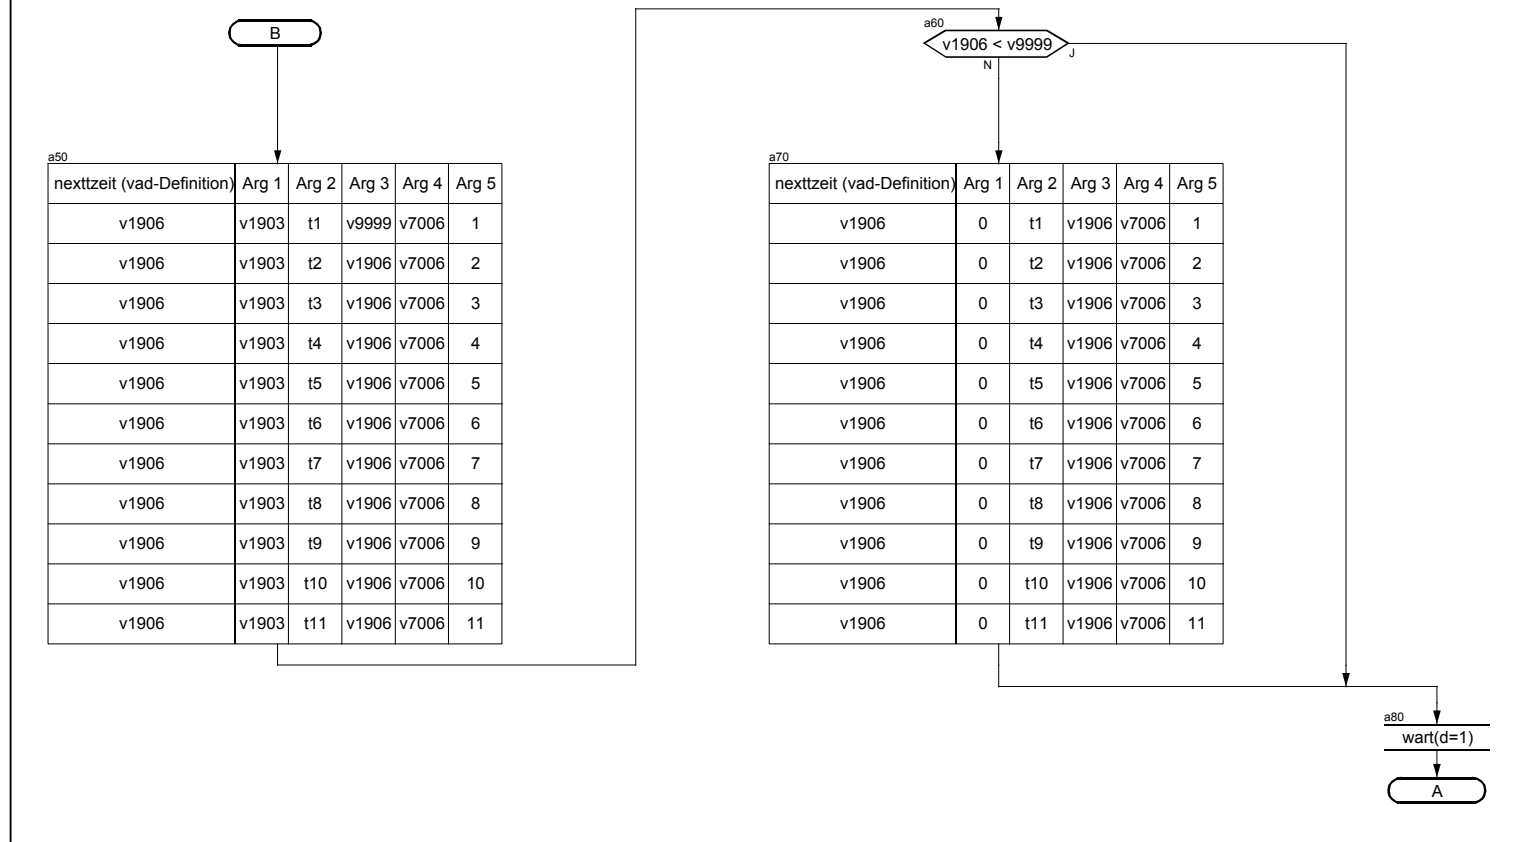 B
a50
nexttzeit (vad-Definition) Arg 1 Arg 2 Arg 3 Arg 4 Arg 5
v1906 v1903 t1 v9999 v7006 1
v1906 v1903 t2 v1906 v7006 2
v1906 v1903 t3 v1906 v7006 3
v1906 v1903 t4 v1906 v7006 4
v1906 v1903 t5 v1906 v7006 5
v1906 v1903 t6 v1906 v7006 6
v1906 v1903 t7 v1906 v7006 7
v1906 v1903 t8 v1906 v7006 8
v1906 v1903 t9 v1906 v7006 9
v1906 v1903 t10 v1906 v7006 10
v1906 v1903 t11 v1906 v7006 11
a60
v1906 < v9999
J
N
a70
nexttzeit (vad-Definition) Arg 1 Arg 2 Arg 3 Arg 4 Arg 5
v1906 0 t1 v1906 v7006 1
v1906 0 t2 v1906 v7006 2
v1906 0 t3 v1906 v7006 3
v1906 0 t4 v1906 v7006 4
v1906 0 t5 v1906 v7006 5
v1906 0 t6 v1906 v7006 6
v1906 0 t7 v1906 v7006 7
v1906 0 t8 v1906 v7006 8
v1906 0 t9 v1906 v7006 9
v1906 0 t10 v1906 v7006 10
v1906 0 t11 v1906 v7006 11
a80
wart(d=1)
A